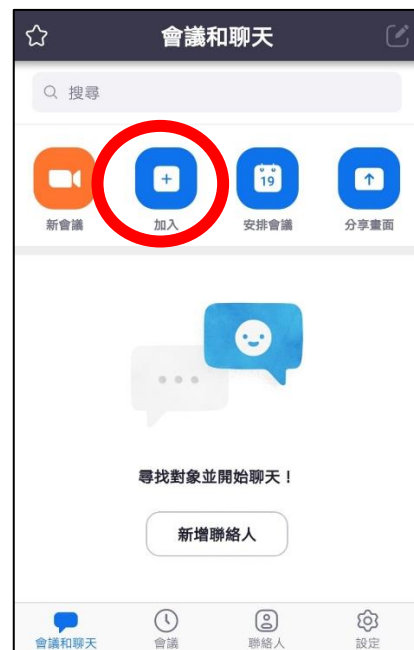 會議和聊天
搜尋
新會議
加入
19
安排會議
分享畫面
尋找對象並開始聊天！
新增聯絡人
會議和聊天
會議
聯絡人
設定